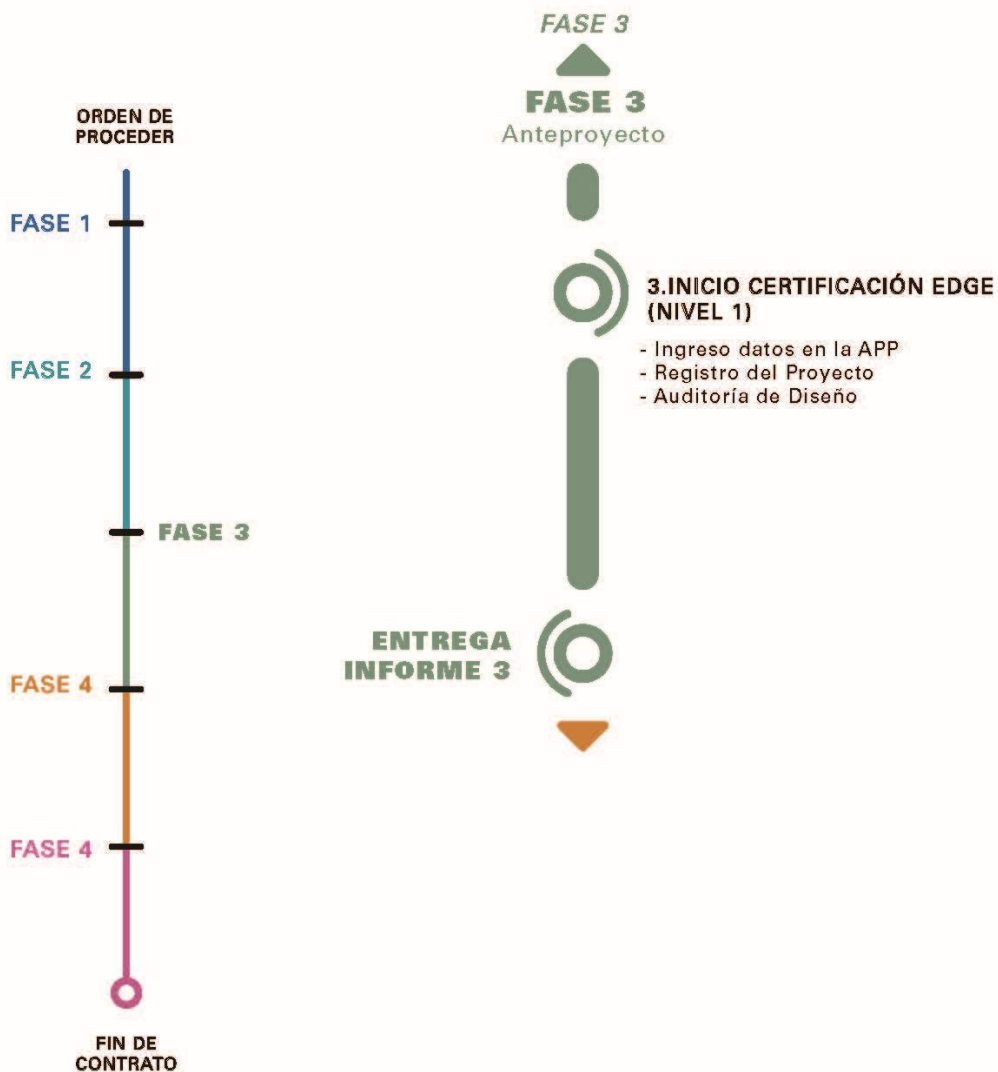 ORDEN DE
PROCEDER
FASE 1
FASE 2
FASE 3
FASE 4
FASE 4
FIN DE
CONTRATO
FASE 3
FASE 3
Anteproyecto
3.INICIO CERTIFICACIÓN EDGE
(NIVEL 1)
- Ingreso datos en la APP
- Registro del Proyecto
- Auditoría de Diseño
ENTREGA
INFORME 3